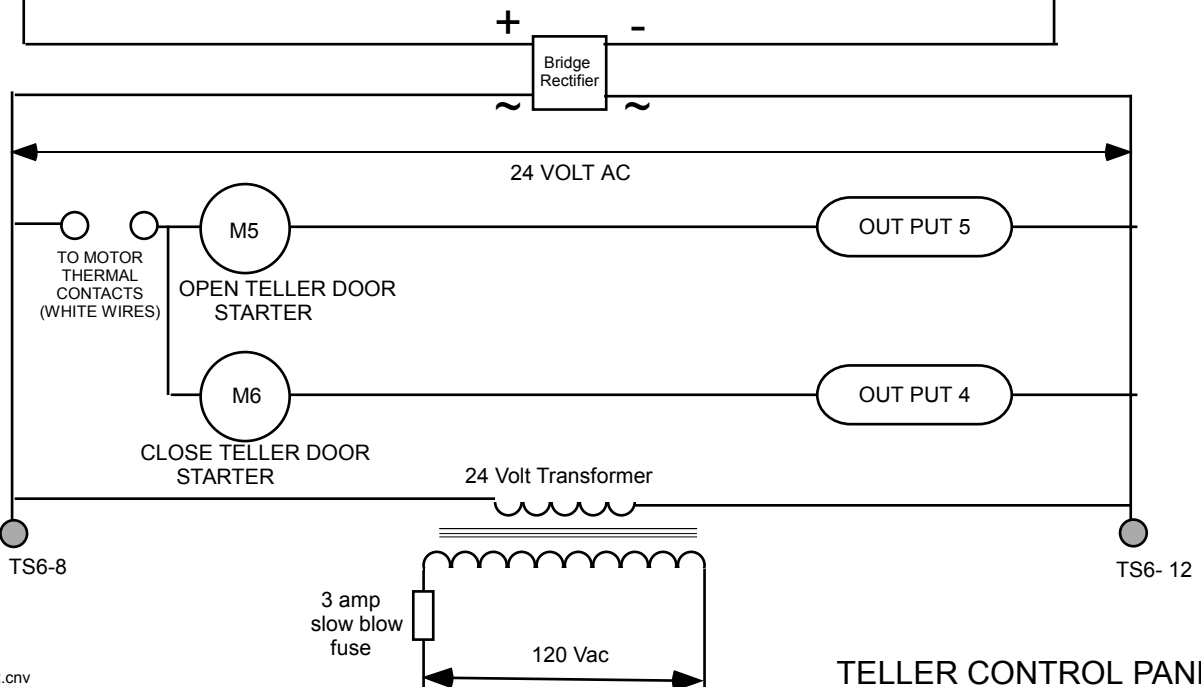 + -
Bridge
Rectifier
~ ~
24 VOLT AC
M5
OUT PUT 5
TO MOTOR
THERMAL
CONTACTS
(WHITE WIRES)
OPEN TELLER DOOR
STARTER
M6
OUT PUT 4
CLOSE TELLER DOOR
STARTER
24 Volt Transformer
TS6-8
TS6- 12
3 amp
slow blow
fuse
120 Vac
.cnv
TELLER CONTROL